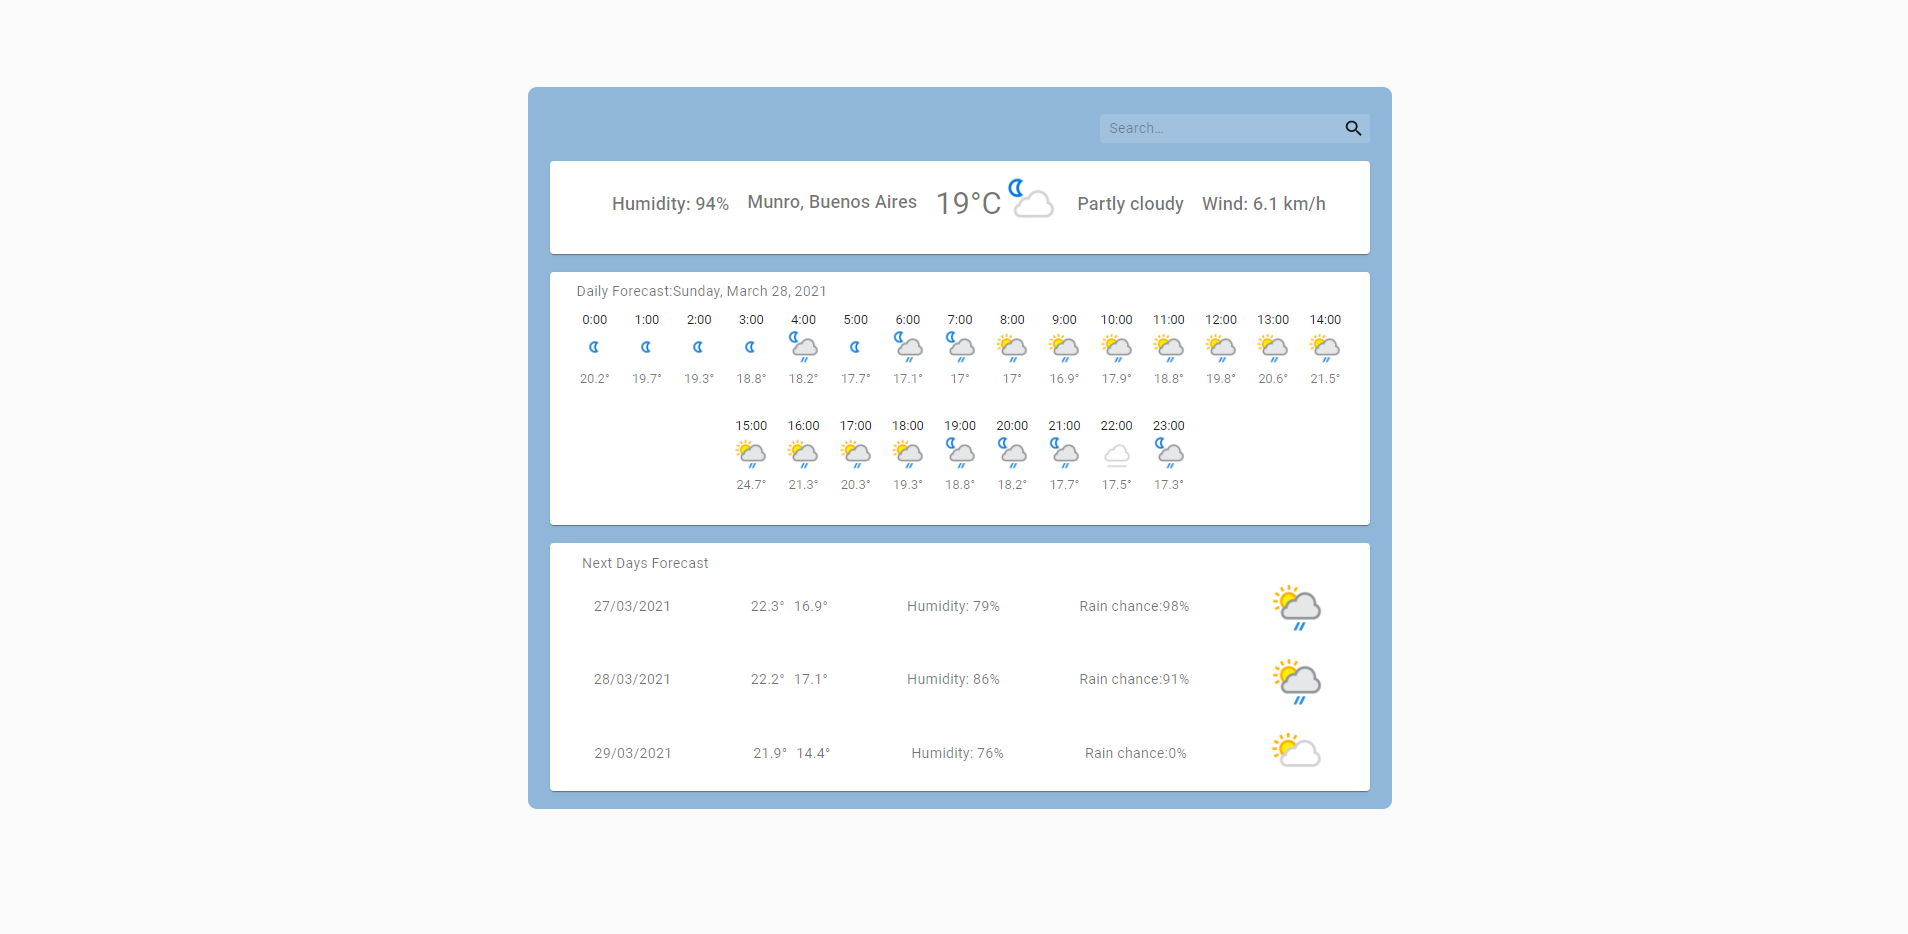 Search...
Humidity: 94% Munro, Buenos Aires 19°C Partly cloudy Wind: 6.1 km/h
Daily Forecast:Sunday, March 28, 2021
0:00 1:00 2:00 3:00 4:00 5:00 6:00 7:00 8:00 9:00 10:00 11:00 12:00 13:00 14:00
20.2° 19.7° 19.3° 18.8° 18.2° 17.7° 17.1° 17° 17° 16.9° 17.9° 18.8° 19.8° 20.6° 21.5°
15:00 16:00 17:00 18:00 19:00 20:00 21:00 22:00 23:00
24.7° 21.3° 20.3° 19.3° 18.8° 18.2° 17.7° 17.5° 17.3°
Next Days Forecast
27/03/2021 22.3° 16.9° Humidity: 79% Rain chance:98%
28/03/2021 22.2° 17.1° Humidity: 86% Rain chance:91%
29/03/2021 21.9° 14.4° Humidity: 76% Rain chance:0%